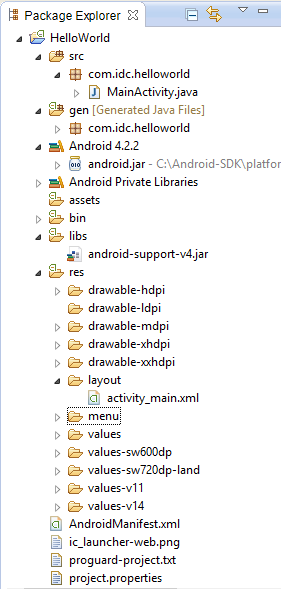 Package Explorer
HelloWorld
src
com.idc.helloworld
MainActivity.java
gen [Generated Java Files]
com.idc.helloworld
Android 4.2.2
android.jar - C:\Android-SDK\platfor
Android Private Libraries
assets
bin
libs
android-support-v4.jar
res
drawable-hdpi
drawable-ldpi
drawable-mdpi
drawable-xhdpi
drawable-xxhdpi
layout
activity_main.xml
menu
values
values-sw600dp
values-sw720dp-land
values-v11
values-v14
AndroidManifest.xml
ic_launcher-web.png
proguard-project.txt
project.properties